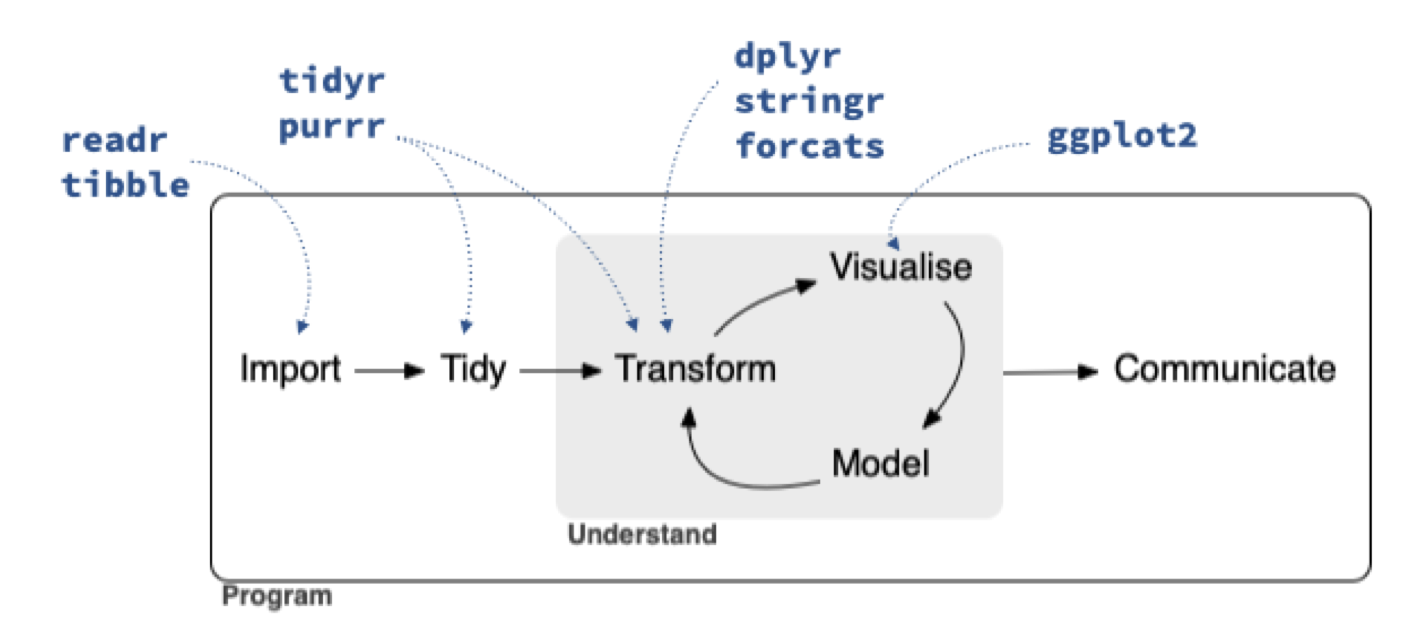 dplyr
stringr
forcats
tidyr
purrr
readr
tibble
ggplot2
Visualise
Import
Tidy
Transform
Communicate
Model
Understand
Program